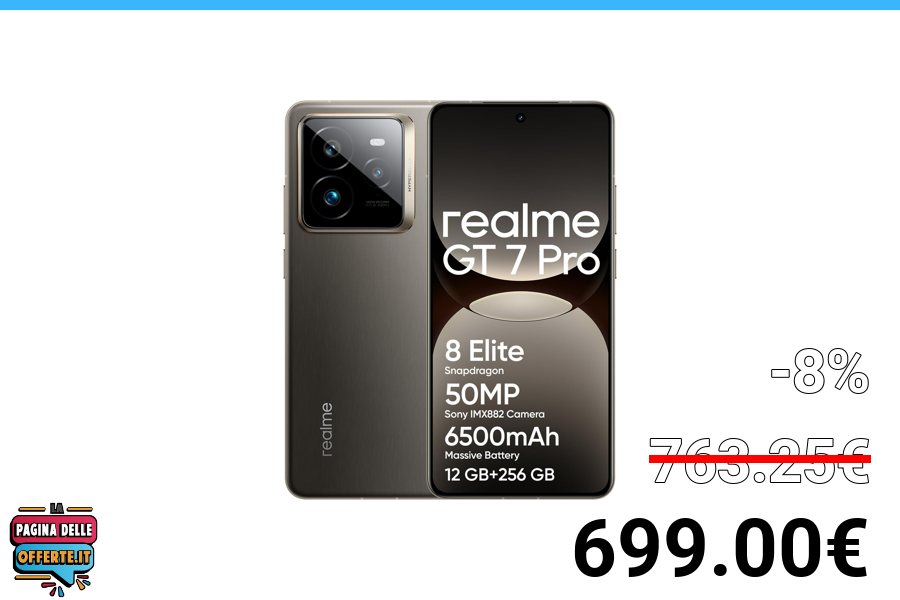 realme
GT 7 Pro
8 Elite
Snapdragon
50MP
Sony IMX882 Camera
6500mAh
Massive Battery
12 GB+256 GB
realme
-8%
763.25€
699.00€
LA
PAGINA DELLE
OFFERTE.IT